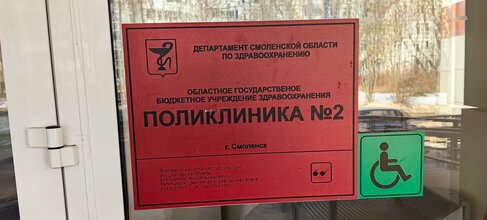 ДЕПАРТАМЕНТ СМОЛЕНСКОЙ ОБЛАСТИ
ПО ЗДРАВООХРАНЕНИЮ
ОБЛАСТНОЕ ГОСУДАРСТВЕНОЕ
БЮДЖЕТНОЕ УЧРЕЖДЕНИЕ ЗДРАВООХРАНЕНИЯ
ПОЛИКЛИНИКА №2
г. Смоленск